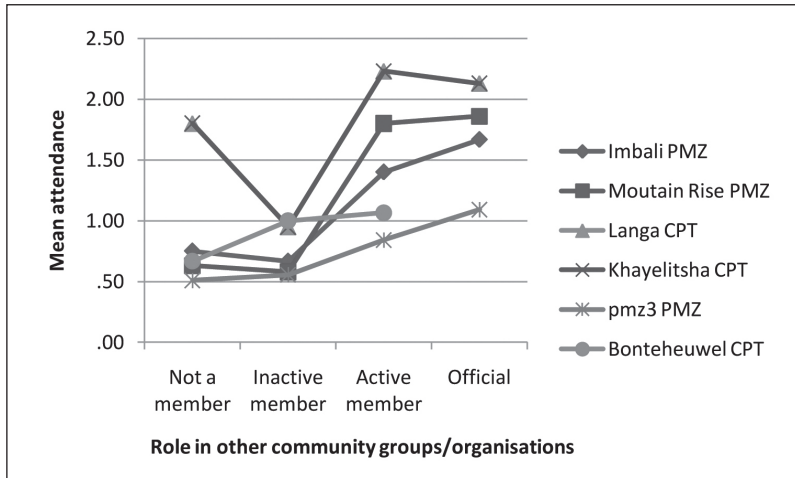 2.50
2.00
1.50
1.00
.50
.00
Mean attendance
Not a
member
Inactive
member
Active
member
Official
Role in other community groups/organisations
Imbali PMZ
Moutain Rise PMZ
Langa CPT
Khayelitsha CPT
pmz3 PMZ
Bonteheuwel CPT